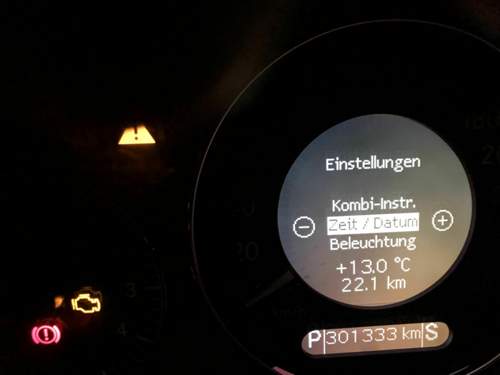 Einstellungen
Kombi-Instr.
Zeit / Datum
Beleuchtung
+13.0 °C
22.1 km
P 301333 km S